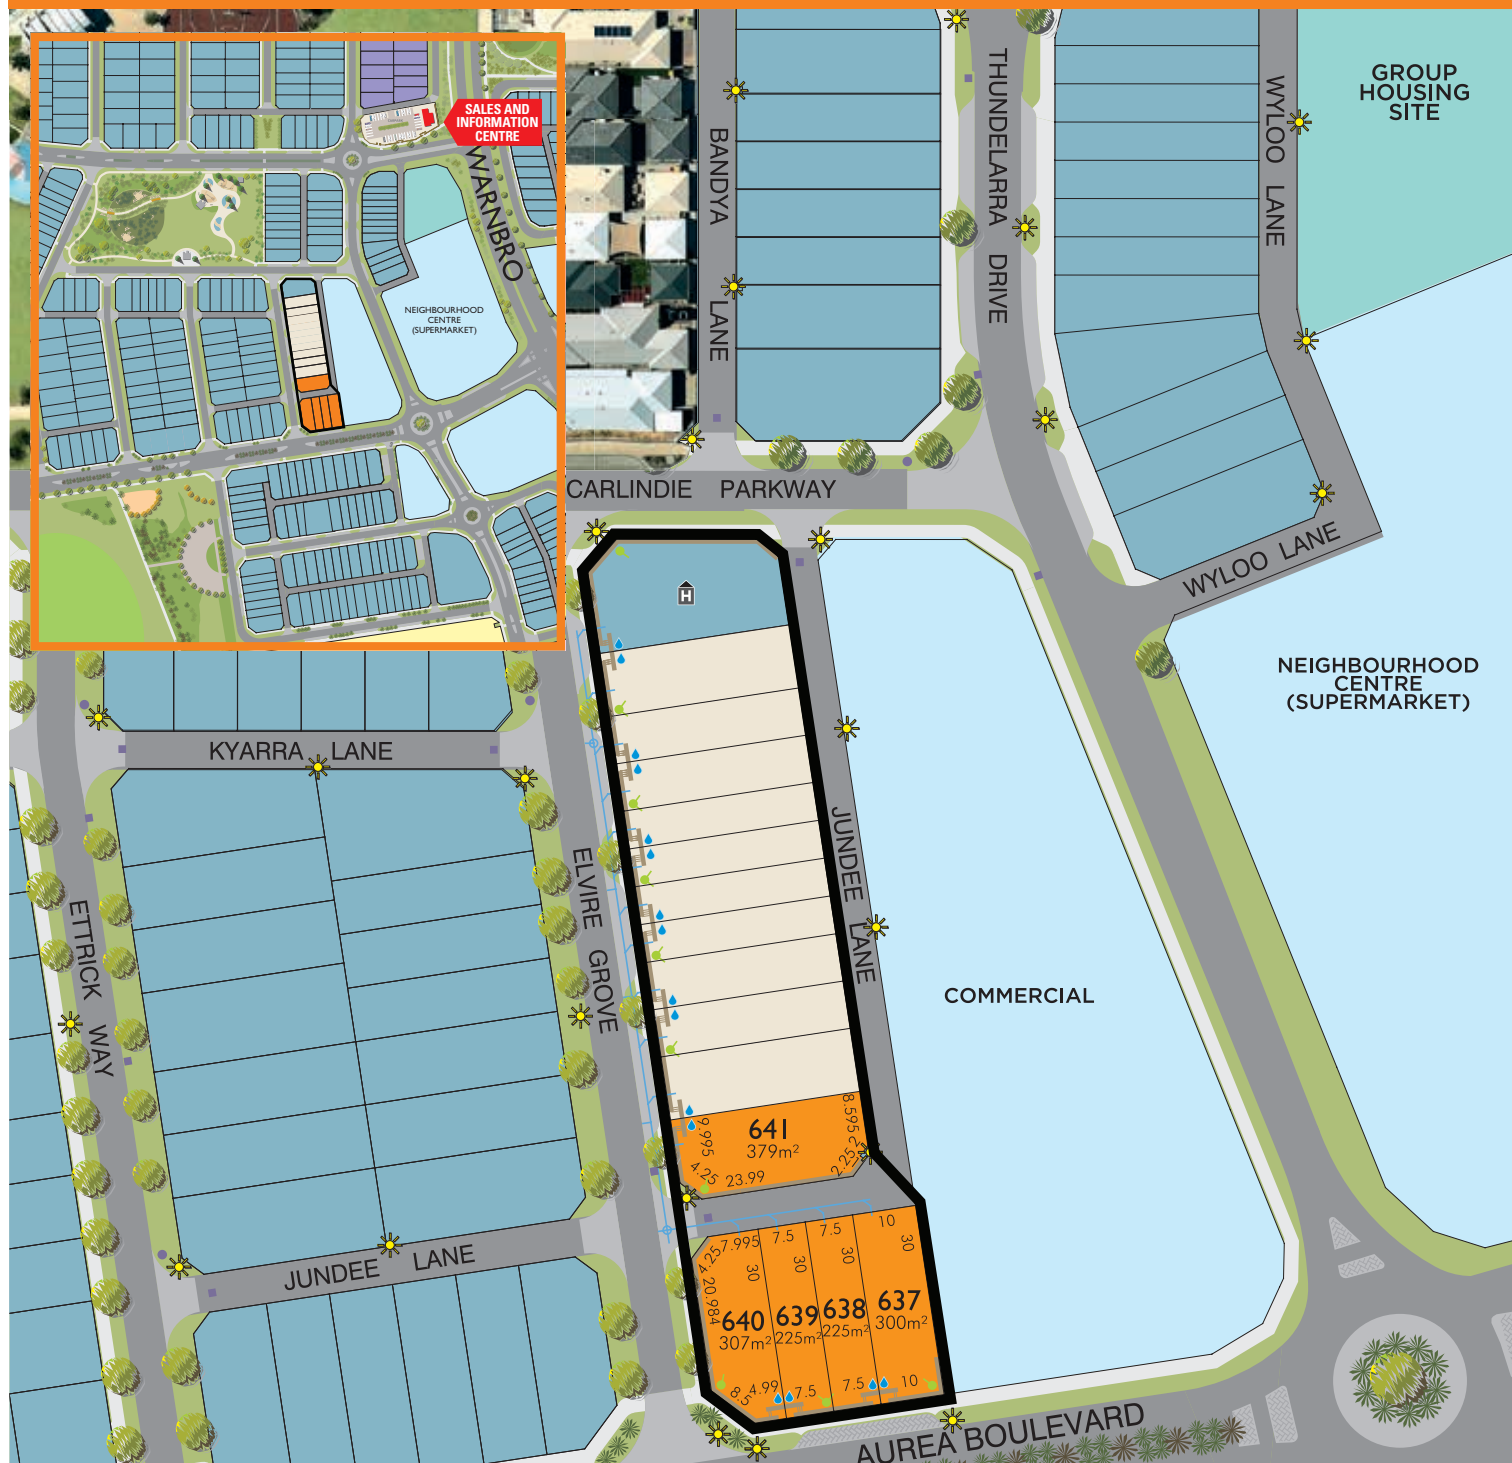 SALES AND
INFORMATION
CENTRE
WARNBRO
NEIGHBOURHOOD
CENTRE
(SUPERMARKET)
BANDYA LANE
THUNDELARRA DRIVE
WYLOO LANE
GROUP
HOUSING
SITE
CARLINDIE PARKWAY
WYLOO LANE
H
NEIGHBOURHOOD
CENTRE
(SUPERMARKET)
KYARRA LANE
ETTRICK WAY
ELVIRE GROVE
JUNDEE LANE
COMMERCIAL
641
379m²
9.995
8.595
4.25
23.99
2.25
2
JUNDEE LANE
4.25
7.995
7.5
7.5
10
30
30
30
30
20.984
640
307m²
639
225m²
638
225m²
637
300m²
8.5
4.99
7.5
7.5
10
AUREA BOULEVARD